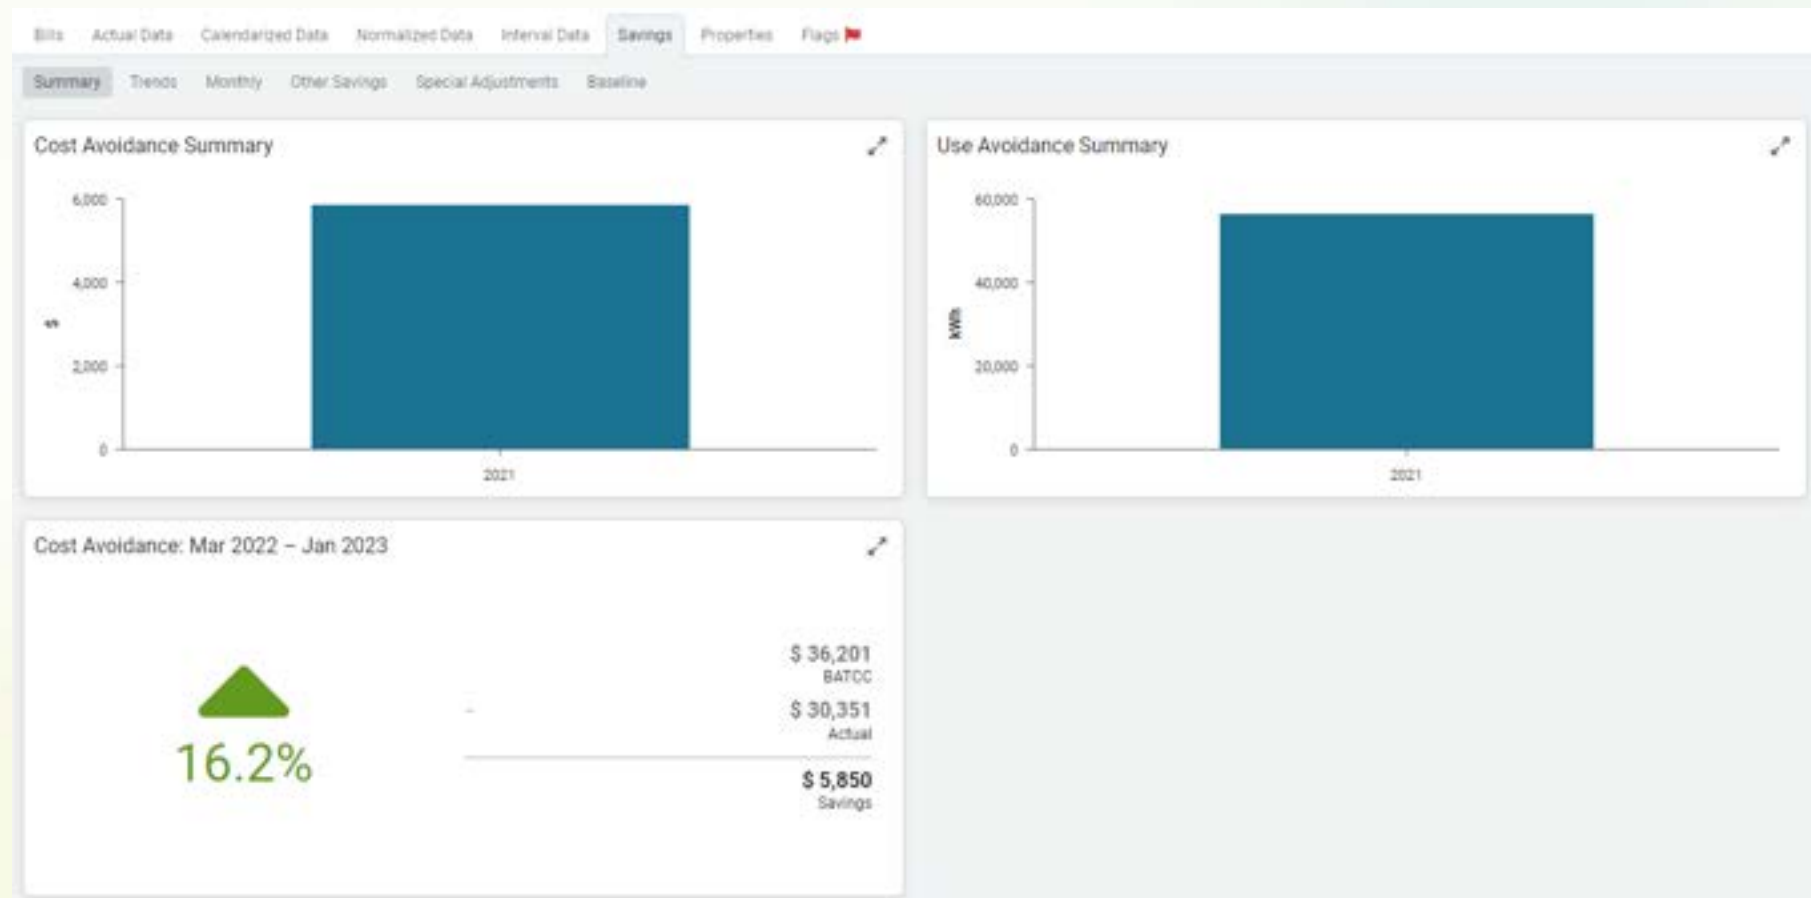 Bills Actual Data Calendarized Data Normalized Data Interval Data Savings Properties Flags
Summary Trends Monthly Other Savings Special Adjustments Baseline
Cost Avoidance Summary
6,000
4,000
$
2,000
0
2021
Use Avoidance Summary
60,000
40,000
kWh
20,000
0
2021
Cost Avoidance: Mar 2022 – Jan 2023
16.2%
$ 36,201
BATCC
–
$ 30,351
Actual
$ 5,850
Savings